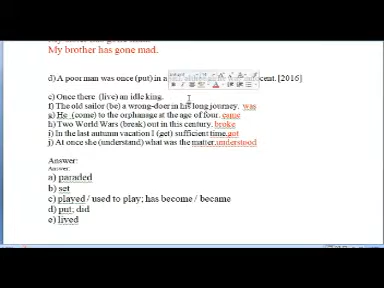 My brother has gone mad.
d) A poor man was once (put) in a cent. [2016]
c) Once there (live) an idle king.
f) The old sailor (be) a wrong-doer in his long journey. was
g) He (come) to the orphanage at the age of four. came
h) Two World Wars (break) out in this century. broke
i) In the last autumn vacation I (get) sufficient time.got
j) At once she (understand) what was the matter.understood
Answer:
Answer:
a) paraded
b) set
c) played / used to play; has become / became
d) put; did
e) lived